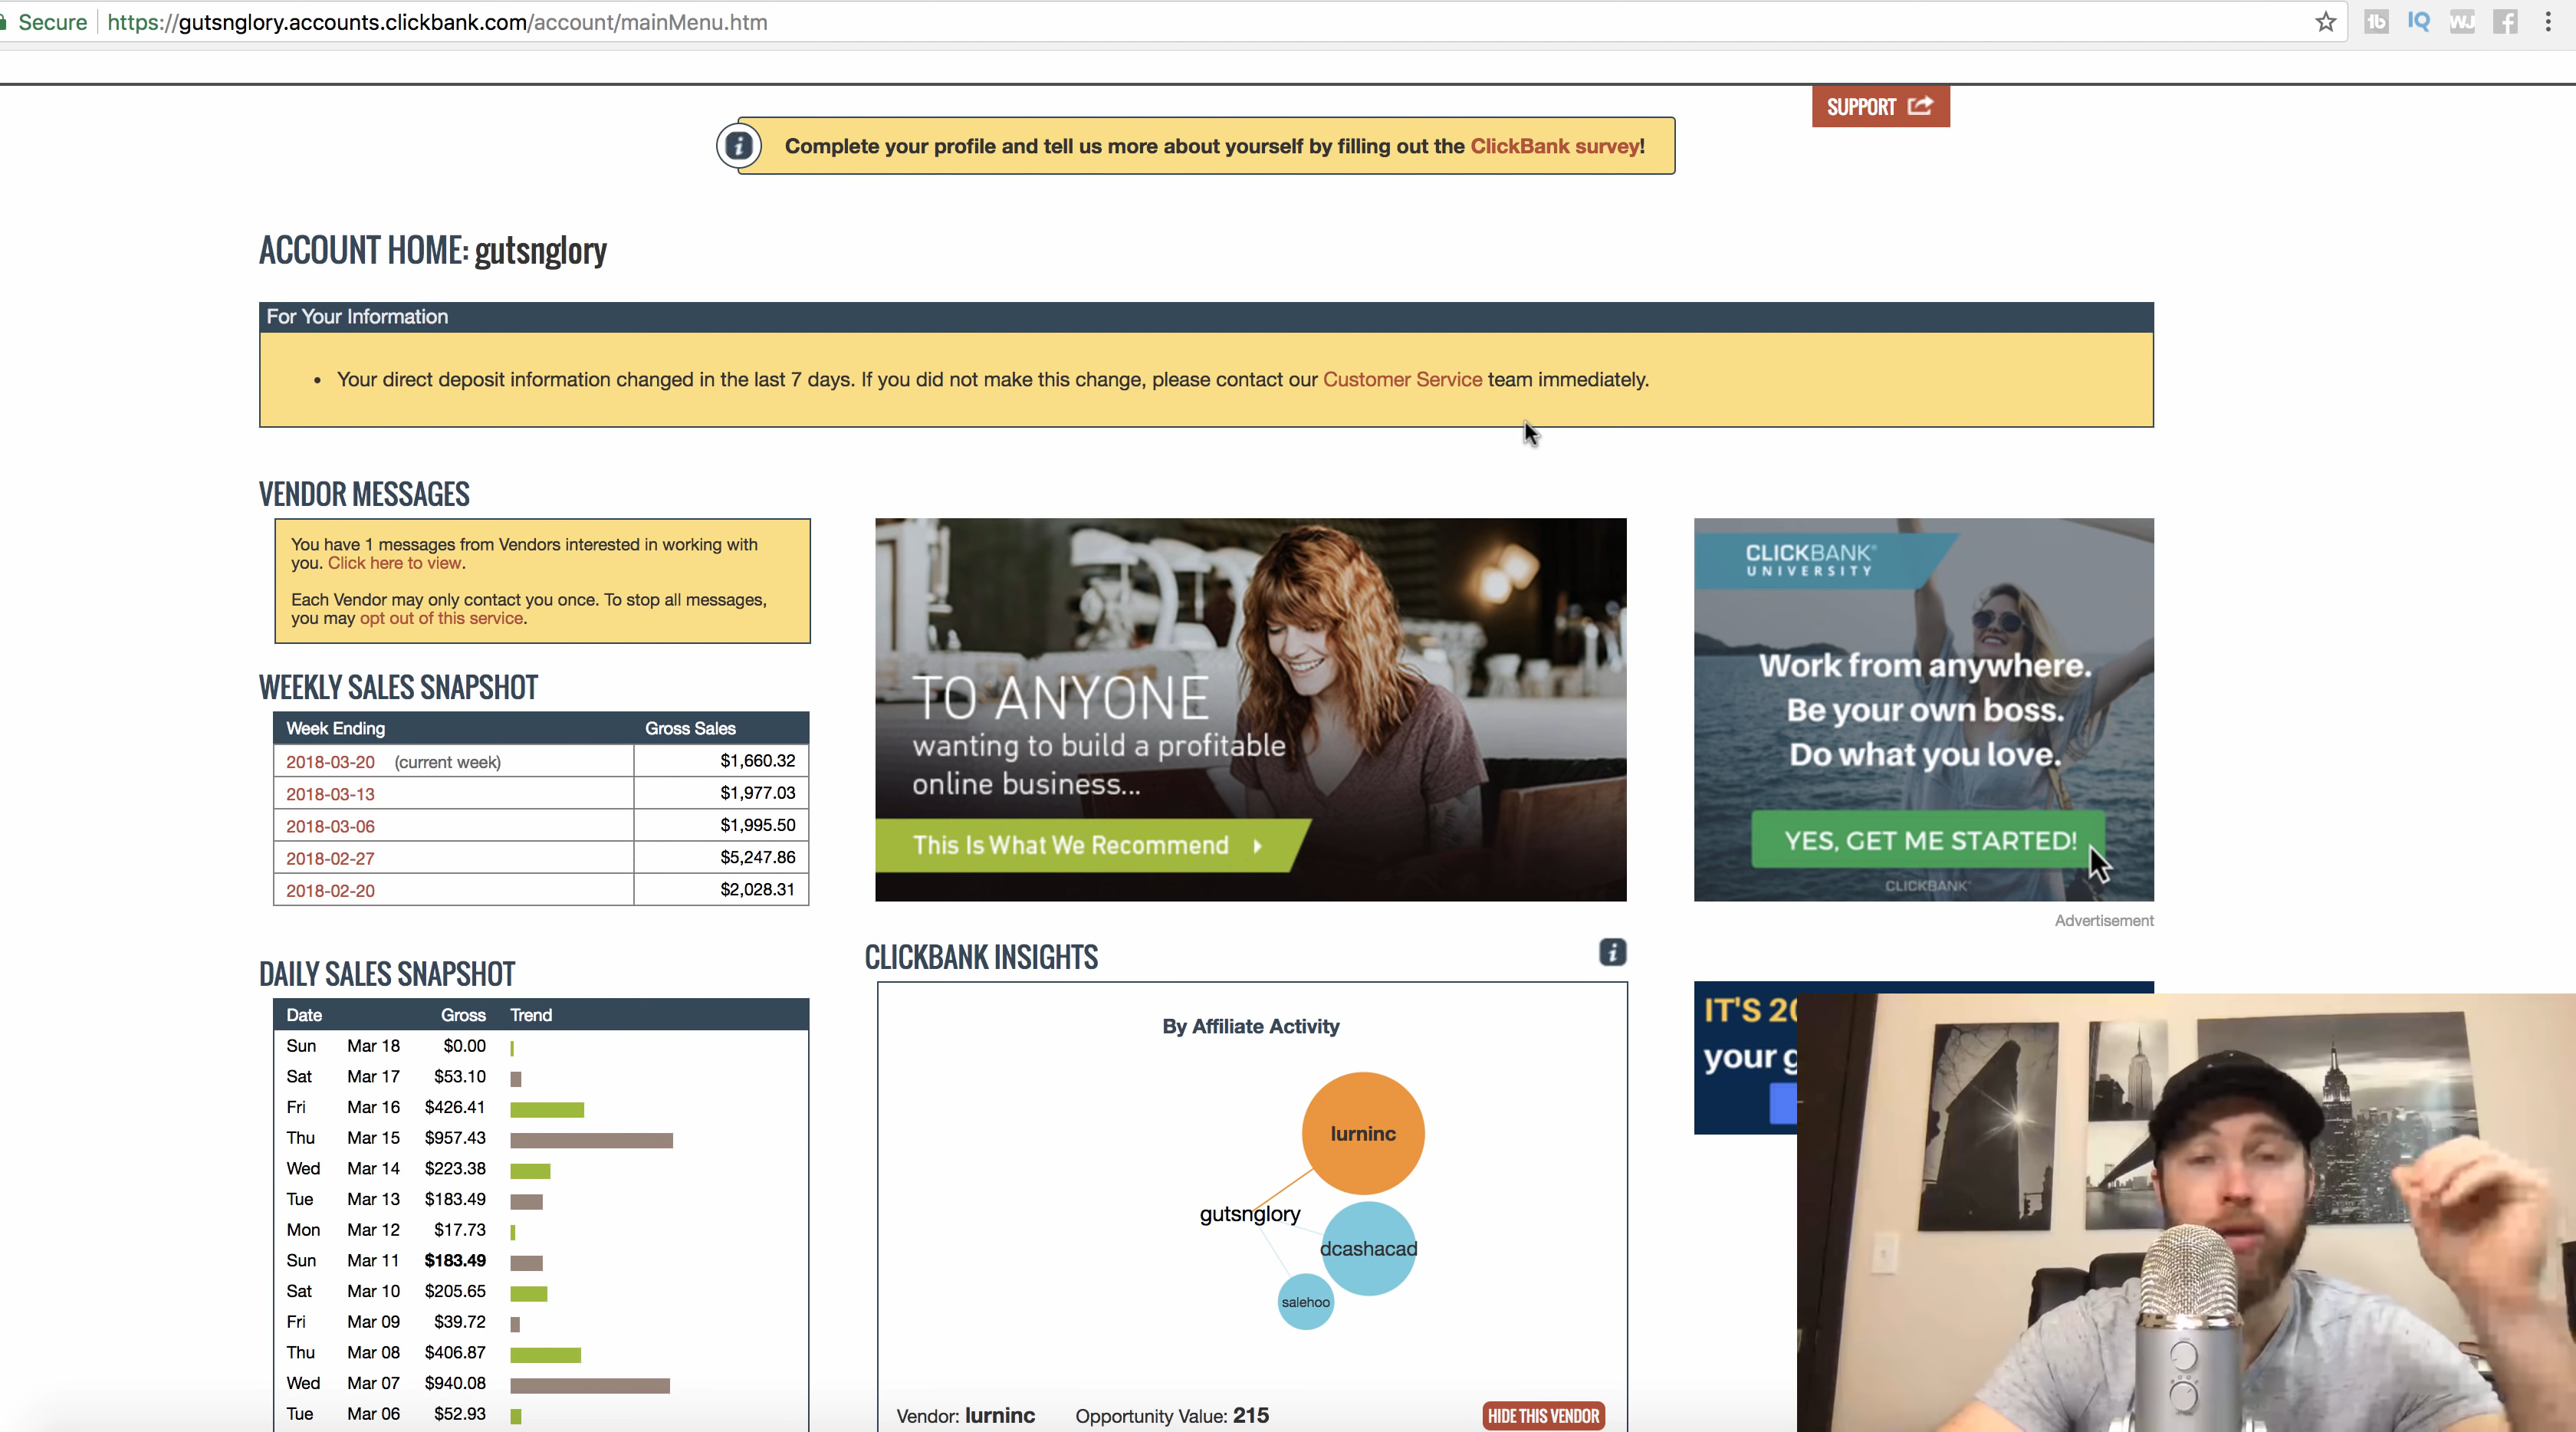 Secure https://gutsnglory.accounts.clickbank.com/account/mainMenu.htm
SUPPORT
Complete your profile and tell us more about yourself by filling out the ClickBank survey!
ACCOUNT HOME: gutsnglory
For Your Information
• Your direct deposit information changed in the last 7 days. If you did not make this change, please contact our Customer Service team immediately.
VENDOR MESSAGES
You have 1 messages from Vendors interested in working with
you. Click here to view.
Each Vendor may only contact you once. To stop all messages,
you may opt out of this service.
WEEKLY SALES SNAPSHOT
Week Ending Gross Sales
2018-03-20 (current week) $1,660.32
2018-03-13 $1,977.03
2018-03-06 $1,995.50
2018-02-27 $5,247.86
2018-02-20 $2,028.31
DAILY SALES SNAPSHOT
Date Gross Trend
Sun Mar 18 $0.00
Sat Mar 17 $53.10
Fri Mar 16 $426.41
Thu Mar 15 $957.43
Wed Mar 14 $223.38
Tue Mar 13 $183.49
Mon Mar 12 $17.73
Sun Mar 11 $183.49
Sat Mar 10 $205.65
Fri Mar 09 $39.72
Thu Mar 08 $406.87
Wed Mar 07 $940.08
Tue Mar 06 $52.93
TO ANYONE
wanting to build a profitable
online business...
This Is What We Recommend
CLICKBANK INSIGHTS
By Affiliate Activity
lurninc
gutsnglory
dcashacad
salehoo
Vendor: lurninc Opportunity Value: 215
HIDE THIS VENDOR
CLICKBANK®
UNIVERSITY
Work from anywhere.
Be your own boss.
Do what you love.
YES, GET ME STARTED!
CLICKBANK
Advertisement
IT'S
your